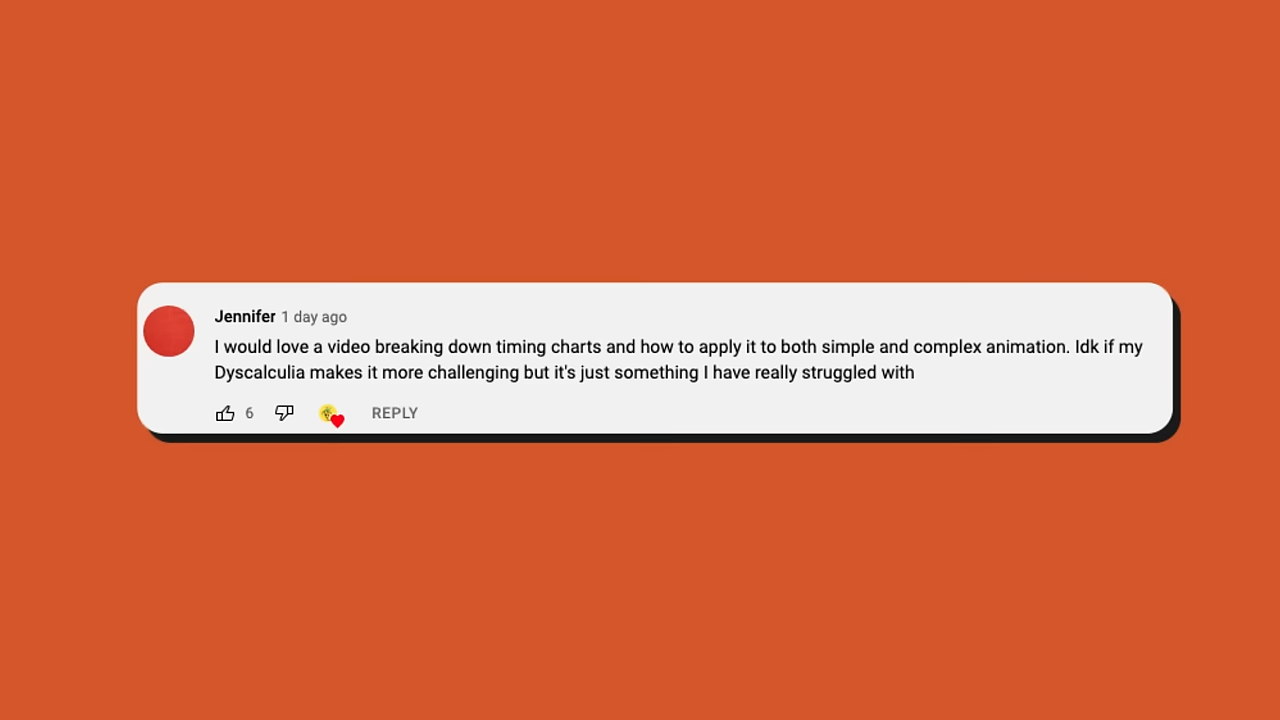 Jennifer 1 day ago
I would love a video breaking down timing charts and how to apply it to both simple and complex animation. Idk if my
Dyscalculia makes it more challenging but it's just something I have really struggled with
6 REPLY